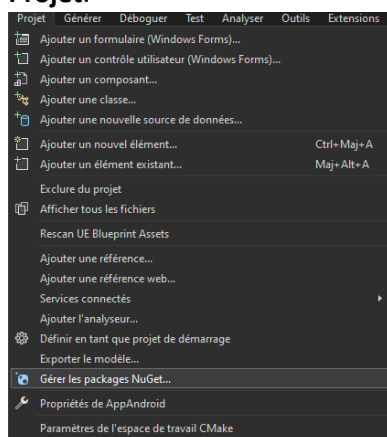 Projet.
Projet Générer Déboguer Test Analyser Outils Extensions
Ajouter un formulaire (Windows Forms)...
Ajouter un contrôle utilisateur (Windows Forms)...
Ajouter un composant...
Ajouter une classe...
Ajouter une nouvelle source de données...
Ajouter un nouvel élément... Ctrl+Maj+A
Ajouter un élément existant... Maj+Alt+A
Exclure du projet
Afficher tous les fichiers
Rescan UE Blueprint Assets
Ajouter une référence...
Ajouter une référence web...
Services connectés
Ajouter l'analyseur...
Définir en tant que projet de démarrage
Exporter le modèle...
Gérer les packages NuGet...
Propriétés de AppAndroid
Paramètres de l'espace de travail CMake